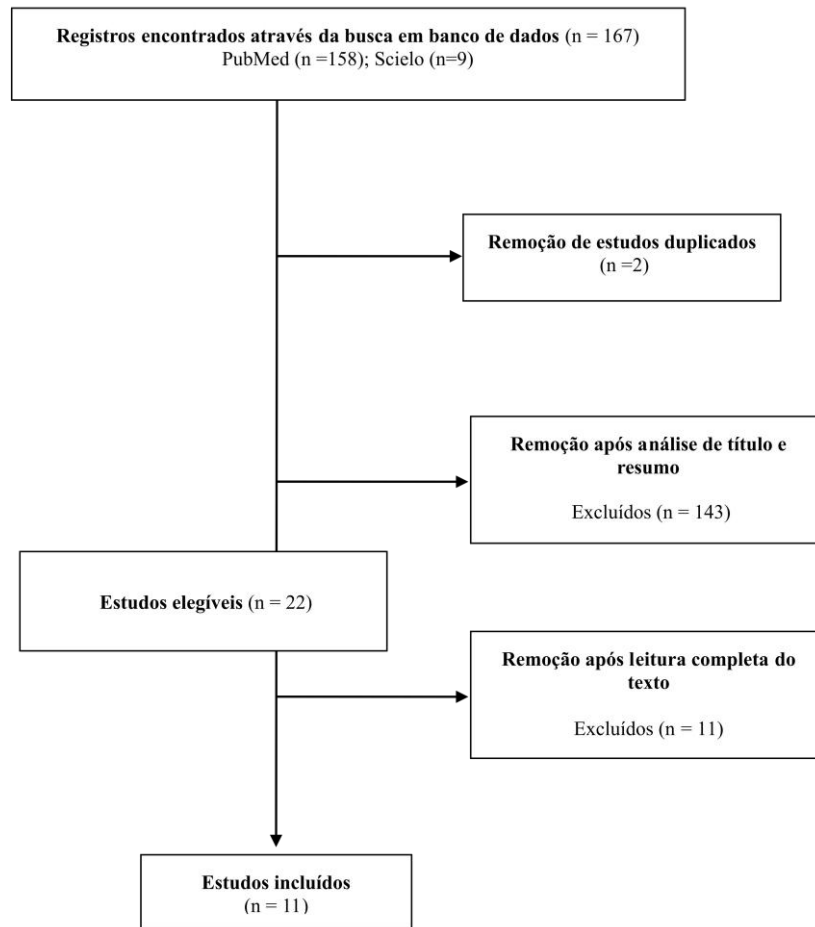 Registros encontrados através da busca em banco de dados (n = 167)
PubMed (n =158); Scielo (n=9)
Remoção de estudos duplicados
(n =2)
Remoção após análise de título e
resumo
Excluídos (n = 143)
Estudos elegíveis (n = 22)
Remoção após leitura completa do
texto
Excluídos (n = 11)
Estudos incluídos
(n = 11)